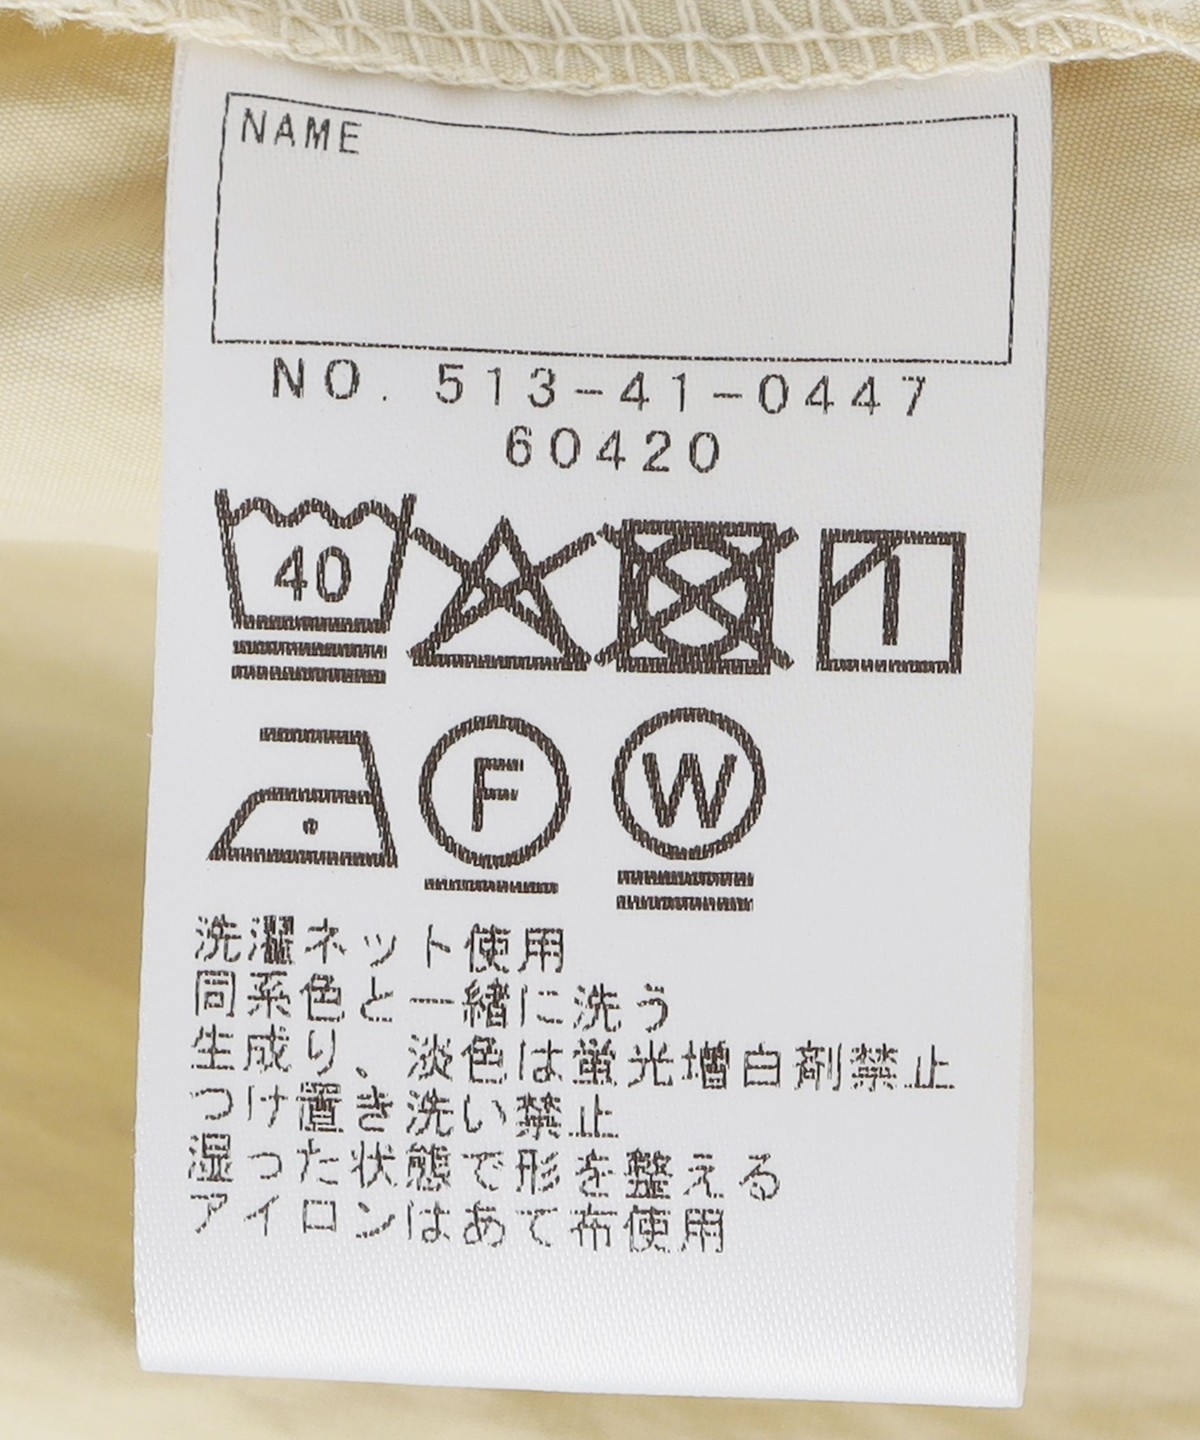 NAME
NO. 513-41-0447
60420
40
F
W
洗濯ネット使用
同系色と一緒に洗う
生成り、淡色は蛍光増白剤禁止
つけ置き洗い禁止
湿った状態で形を整える
アイロンはあて布使用